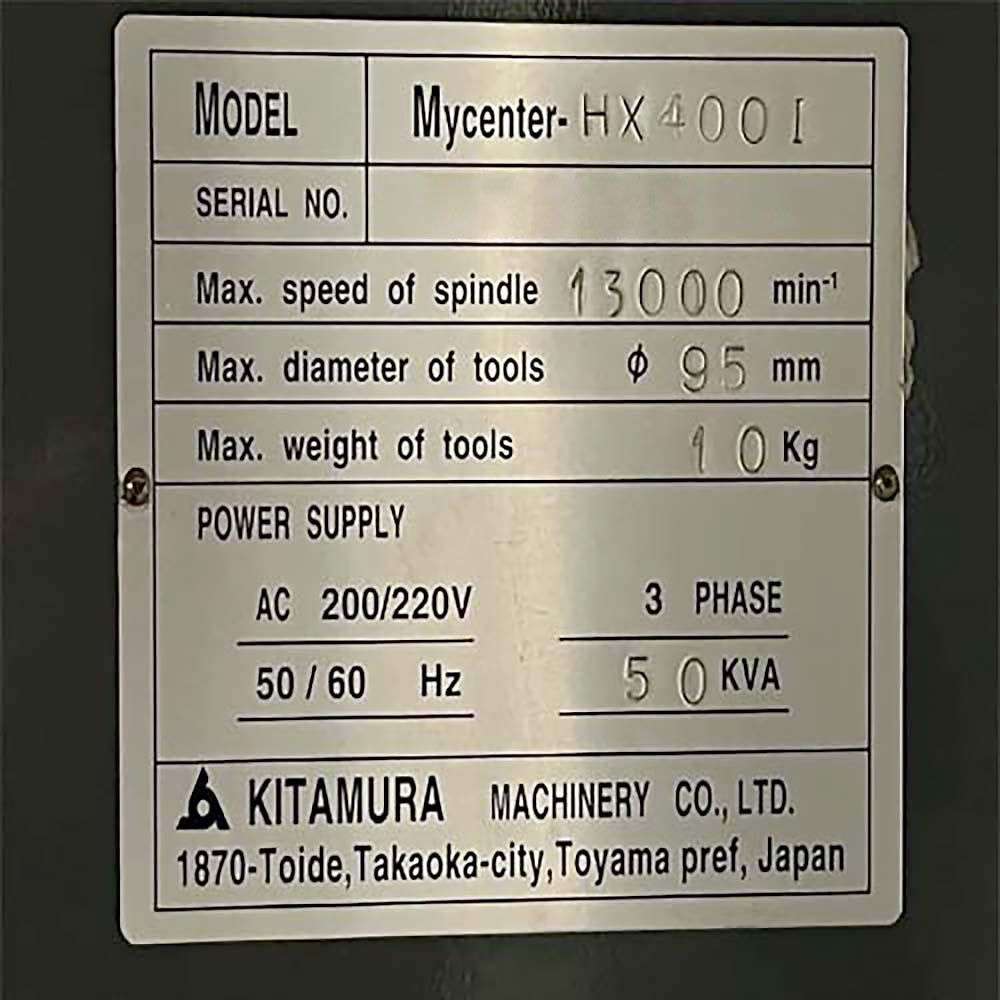 MODEL Mycenter-HX400I
SERIAL NO.
Max. speed of spindle 13000 min-1
Max. diameter of tools φ 95 mm
Max. weight of tools 10 Kg
POWER SUPPLY
AC 200/220V 3 PHASE
50/60 Hz 50 KVA
KITAMURA MACHINERY CO., LTD.
1870-Toide, Takaoka-city, Toyama pref, Japan